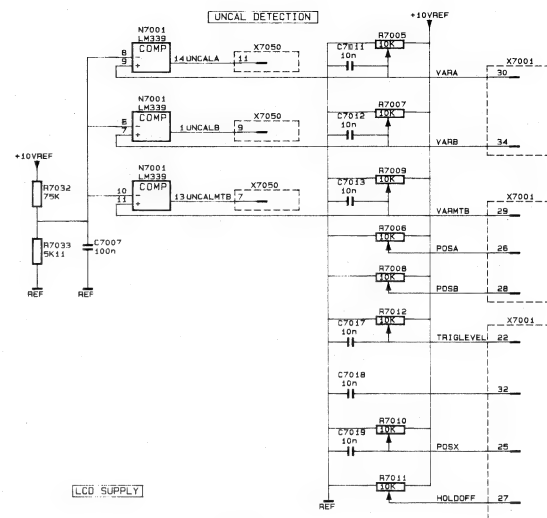 UNCAL DETECTION
+10VREF
N7001
LM339
COMP
8 -
9 +
14 UNCALA
X7050
11
R7005
10K
C7011
10n
X7001
VARA 30
N7001
LM339
COMP
6 -
7 +
1 UNCALB
X7050
9
R7007
10K
C7012
10n
VARB 34
+10VREF
N7001
LM339
COMP
10 -
11 +
13 UNCALMTB
X7050
7
R7009
10K
C7013
10n
R7032
75K
X7001
VARMTB 29
R7006
10K
R7033
5K11
C7007
100n
POSA 26
R7008
10K
REF
REF
POSB 28
R7012
10K
X7001
C7017
10n
TRIGLEVEL 22
C7018
10n
32
R7010
10K
C7019
10n
POSX 25
R7011
10K
LCD SUPPLY
REF
HOLDOFF 27